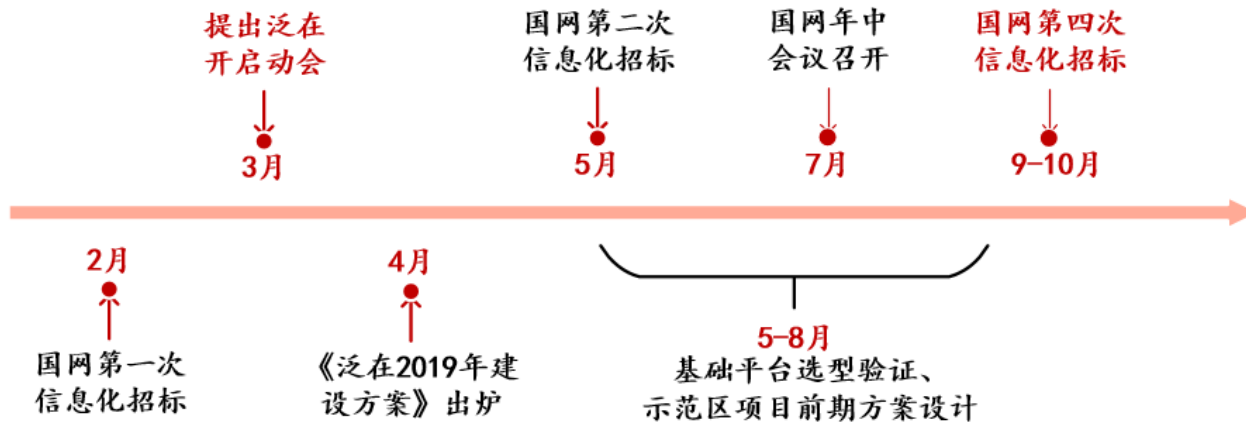 提出泛在
开启动会
3月
国网第二次
信息化招标
5月
国网年中
会议召开
7月
国网第四次
信息化招标
9-10月
2月
国网第一次
信息化招标
4月
《泛在2019年建
设方案》出炉
5-8月
基础平台选型验证、
示范区项目前期方案设计